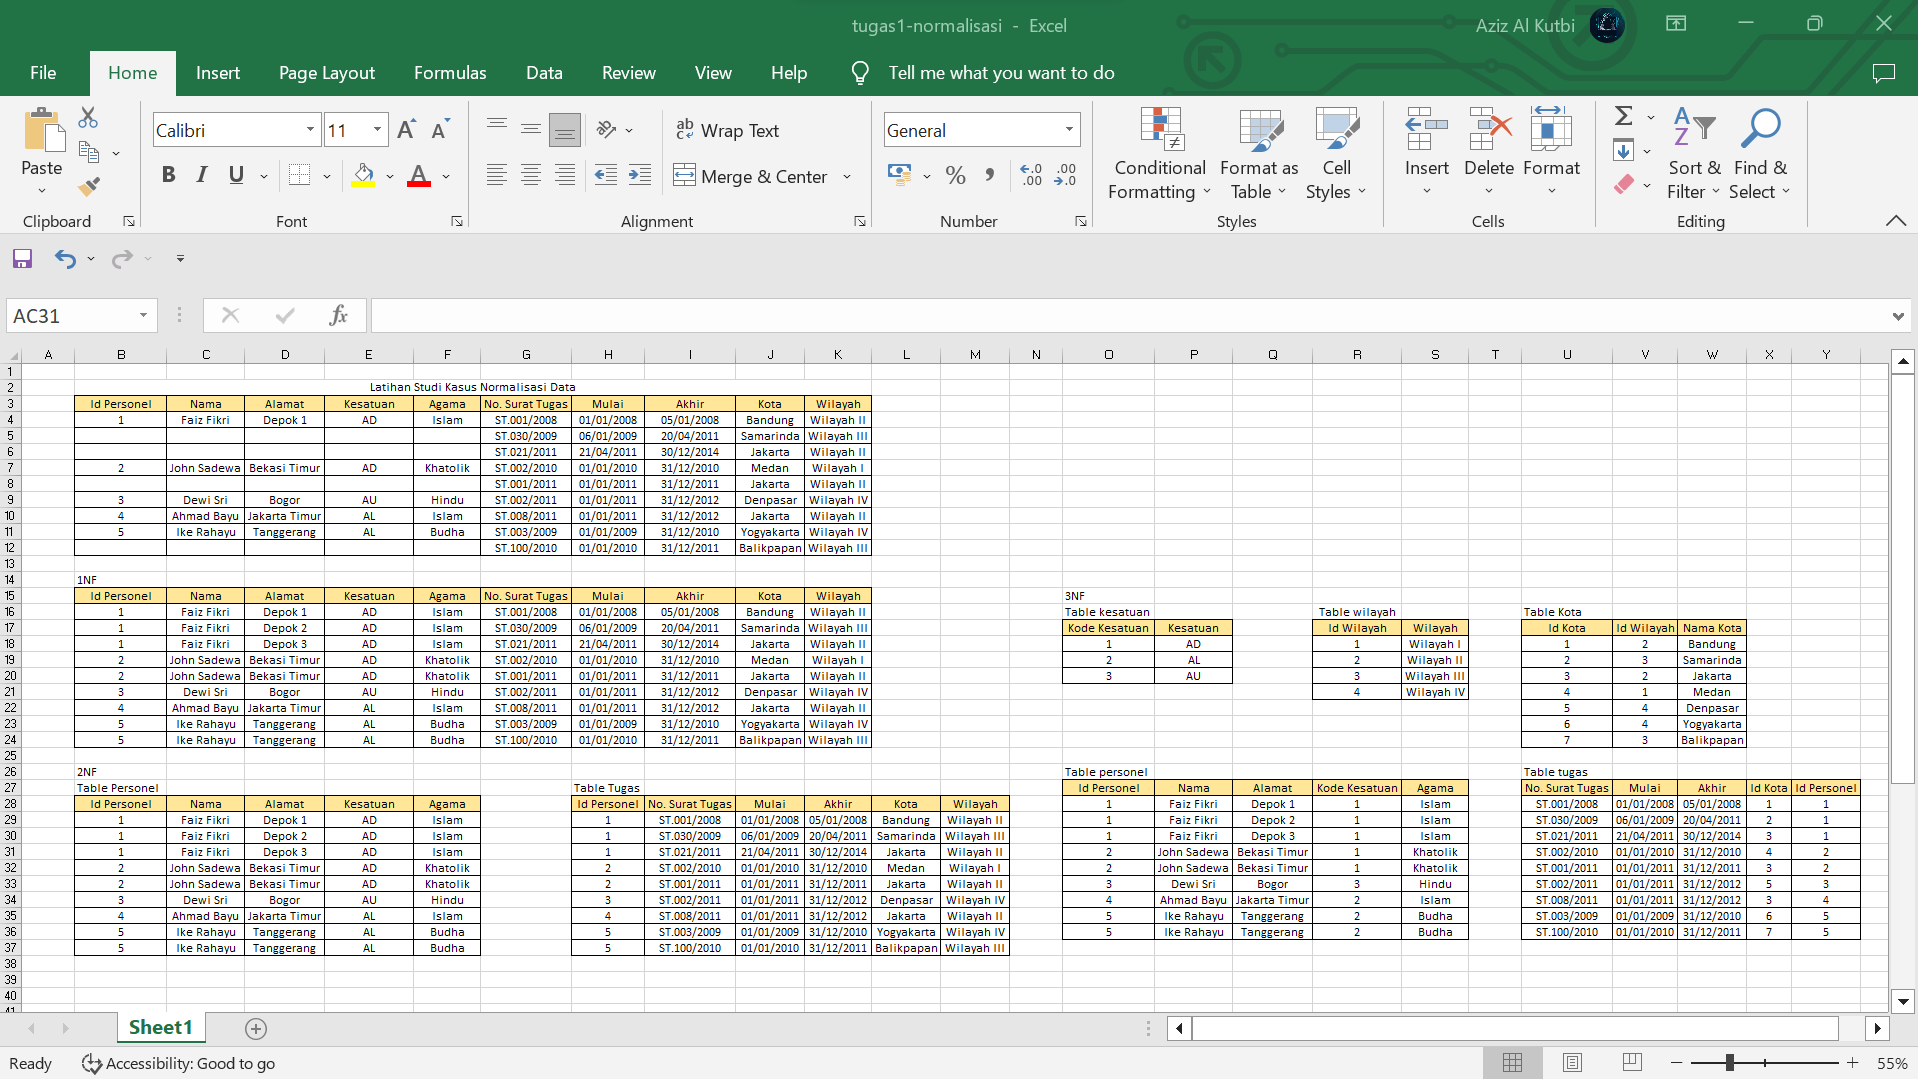 tugas1-normalisasi - Excel
Aziz Al Kutbi
File Home Insert Page Layout Formulas Data Review View Help Tell me what you want to do
Paste
Clipboard
Calibri 11
B I U
Font
Wrap Text
Merge & Center
Alignment
General
Number
Conditional Formatting
Format as Table
Cell Styles
Styles
Insert Delete Format
Cells
Sort & Filter
Find & Select
Editing
AC31
fx
A B C D E F G H I J K L M N O P Q R S T U V W X Y
1
2 Latihan Studi Kasus Normalisasi Data
3 Id Personel Nama Alamat Kesatuan Agama No. Surat Tugas Mulai Akhir Kota Wilayah
4 1 Faiz Fikri Depok 1 AD Islam ST.001/2008 01/01/2008 05/01/2008 Bandung Wilayah II
5 ST.030/2009 06/01/2009 20/04/2011 Samarinda Wilayah III
6 ST.021/2011 21/04/2011 30/12/2014 Jakarta Wilayah II
7 2 John Sadewa Bekasi Timur AD Khatolik ST.002/2010 01/01/2010 31/12/2010 Medan Wilayah I
8 ST.001/2011 01/01/2011 31/12/2011 Jakarta Wilayah II
9 3 Dewi Sri Bogor AU Hindu ST.002/2011 01/01/2011 31/12/2012 Denpasar Wilayah IV
10 4 Ahmad Bayu Jakarta Timur AL Islam ST.008/2011 01/01/2011 31/12/2012 Jakarta Wilayah II
11 5 Ike Rahayu Tanggerang AL Budha ST.003/2009 01/01/2009 31/12/2010 Yogyakarta Wilayah IV
12 ST.100/2010 01/01/2010 31/12/2011 Balikpapan Wilayah III
13
14 1NF
15 Id Personel Nama Alamat Kesatuan Agama No. Surat Tugas Mulai Akhir Kota Wilayah 3NF
16 1 Faiz Fikri Depok 1 AD Islam ST.001/2008 01/01/2008 05/01/2008 Bandung Wilayah II Table kesatuan Table wilayah Table Kota
17 1 Faiz Fikri Depok 2 AD Islam ST.030/2009 06/01/2009 20/04/2011 Samarinda Wilayah III Kode Kesatuan Kesatuan Id Wilayah Wilayah Id Kota Id Wilayah Nama Kota
18 1 Faiz Fikri Depok 3 AD Islam ST.021/2011 21/04/2011 30/12/2014 Jakarta Wilayah II 1 AD 1 Wilayah I 1 2 Bandung
19 2 John Sadewa Bekasi Timur AD Khatolik ST.002/2010 01/01/2010 31/12/2010 Medan Wilayah I 2 AL 2 Wilayah II 2 3 Samarinda
20 2 John Sadewa Bekasi Timur AD Khatolik ST.001/2011 01/01/2011 31/12/2011 Jakarta Wilayah II 3 AU 3 Wilayah III 3 2 Jakarta
21 3 Dewi Sri Bogor AU Hindu ST.002/2011 01/01/2011 31/12/2012 Denpasar Wilayah IV 4 Wilayah IV 4 1 Medan
22 4 Ahmad Bayu Jakarta Timur AL Islam ST.008/2011 01/01/2011 31/12/2012 Jakarta Wilayah II 5 4 Denpasar
23 5 Ike Rahayu Tanggerang AL Budha ST.003/2009 01/01/2009 31/12/2010 Yogyakarta Wilayah IV 6 4 Yogyakarta
24 5 Ike Rahayu Tanggerang AL Budha ST.100/2010 01/01/2010 31/12/2011 Balikpapan Wilayah III 7 3 Balikpapan
25
26 2NF Table personel Table tugas
27 Table Personel Table Tugas Id Personel Nama Alamat Kode Kesatuan Agama No. Surat Tugas Mulai Akhir Id Kota Id Personel
28 Id Personel Nama Alamat Kesatuan Agama Id Personel No. Surat Tugas Mulai Akhir Kota Wilayah 1 Faiz Fikri Depok 1 1 Islam ST.001/2008 01/01/2008 05/01/2008 1 1
29 1 Faiz Fikri Depok 1 AD Islam 1 ST.001/2008 01/01/2008 05/01/2008 Bandung Wilayah II 1 Faiz Fikri Depok 2 1 Islam ST.030/2009 06/01/2009 20/04/2011 2 1
30 1 Faiz Fikri Depok 2 AD Islam 1 ST.030/2009 06/01/2009 20/04/2011 Samarinda Wilayah III 1 Faiz Fikri Depok 3 1 Islam ST.021/2011 21/04/2011 30/12/2014 3 1
31 1 Faiz Fikri Depok 3 AD Islam 1 ST.021/2011 21/04/2011 30/12/2014 Jakarta Wilayah II 2 John Sadewa Bekasi Timur 1 Khatolik ST.002/2010 01/01/2010 31/12/2010 4 2
32 2 John Sadewa Bekasi Timur AD Khatolik 2 ST.002/2010 01/01/2010 31/12/2010 Medan Wilayah I 2 John Sadewa Bekasi Timur 1 Khatolik ST.001/2011 01/01/2011 31/12/2011 3 2
33 2 John Sadewa Bekasi Timur AD Khatolik 2 ST.001/2011 01/01/2011 31/12/2011 Jakarta Wilayah II 3 Dewi Sri Bogor 3 Hindu ST.002/2011 01/01/2011 31/12/2012 5 3
34 3 Dewi Sri Bogor AU Hindu 3 ST.002/2011 01/01/2011 31/12/2012 Denpasar Wilayah IV 4 Ahmad Bayu Jakarta Timur 2 Islam ST.008/2011 01/01/2011 31/12/2012 3 4
35 4 Ahmad Bayu Jakarta Timur AL Islam 4 ST.008/2011 01/01/2011 31/12/2012 Jakarta Wilayah II 5 Ike Rahayu Tanggerang 2 Budha ST.003/2009 01/01/2009 31/12/2010 6 5
36 5 Ike Rahayu Tanggerang AL Budha 5 ST.003/2009 01/01/2009 31/12/2010 Yogyakarta Wilayah IV 5 Ike Rahayu Tanggerang 2 Budha ST.100/2010 01/01/2010 31/12/2011 7 5
37 5 Ike Rahayu Tanggerang AL Budha 5 ST.100/2010 01/01/2010 31/12/2011 Balikpapan Wilayah III
38
39
40
41
Sheet1
Ready Accessibility: Good to go 55%